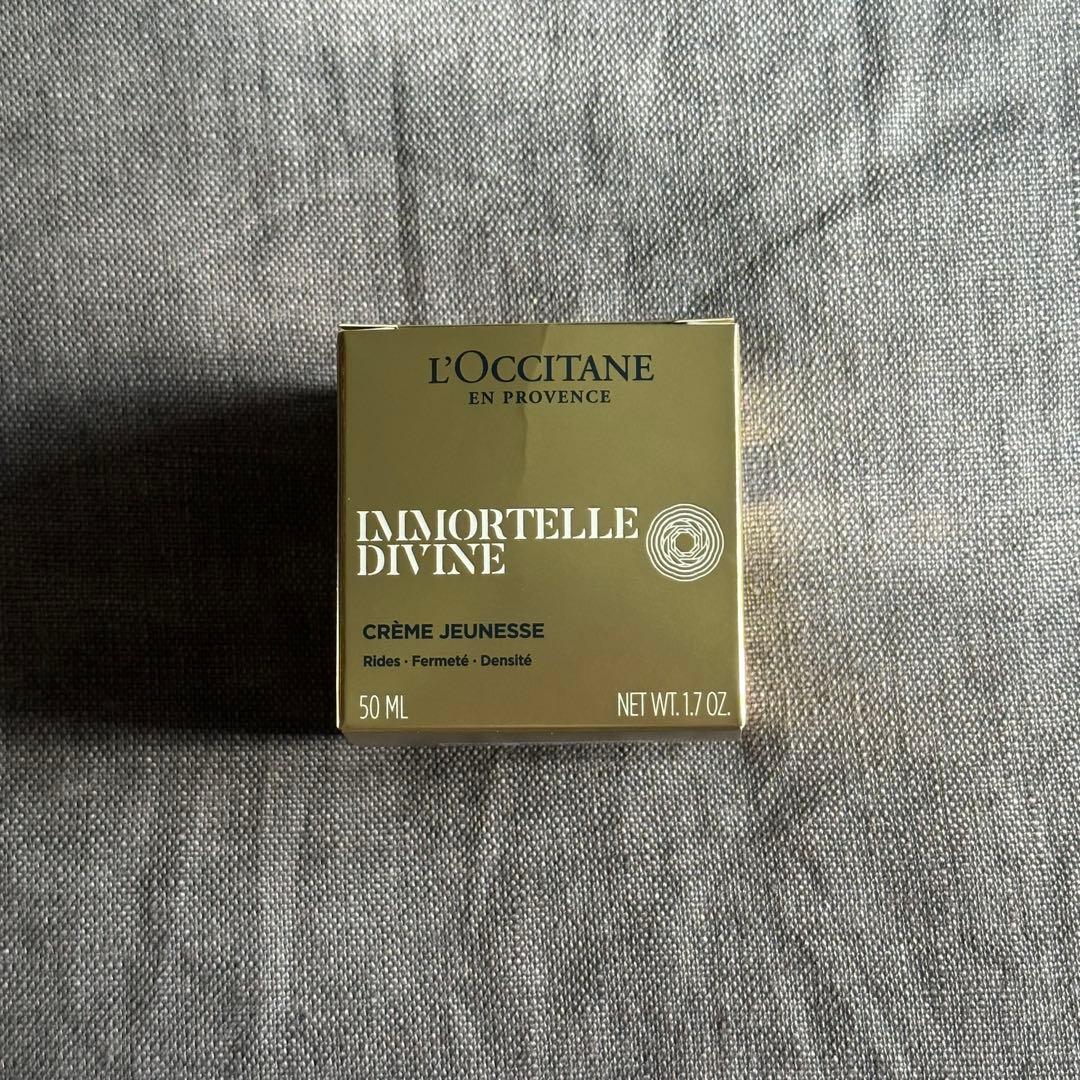 L'OCCITANE
EN PROVENCE
IMMORTELLE
DIVINE
CRÈME JEUNESSE
Rides · Fermeté · Densité
50 ML
NET WT. 1.7 OZ.